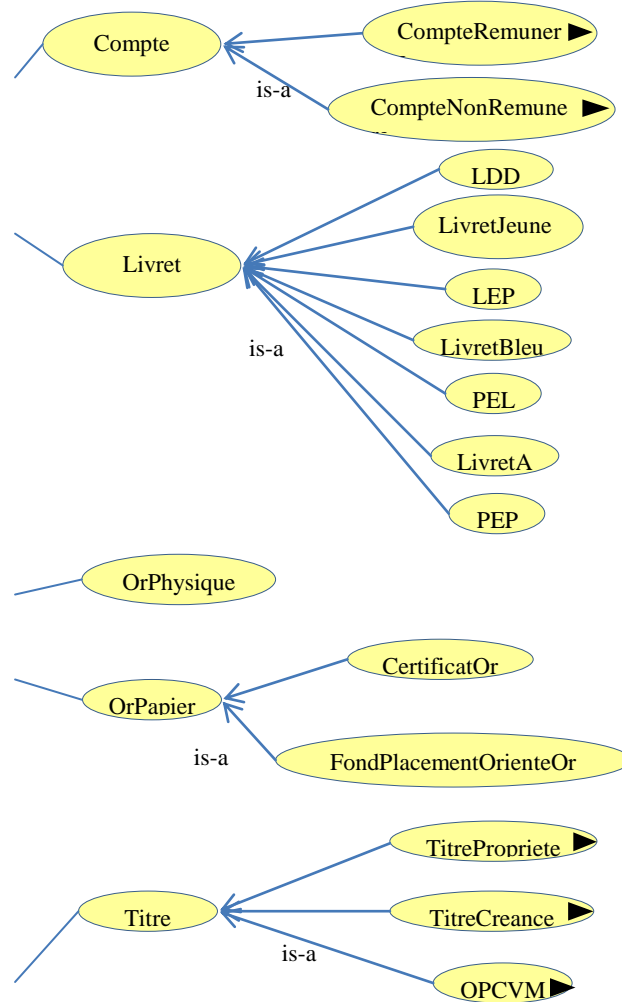 Compte
CompteRemuner
is-a
CompteNonRemune
LDD
LivretJeune
Livret
LEP
is-a
LivretBleu
PEL
LivretA
PEP
OrPhysique
CertificatOr
OrPapier
is-a
FondPlacementOrienteOr
TitrePropriete
Titre
TitreCreance
is-a
OPCVM